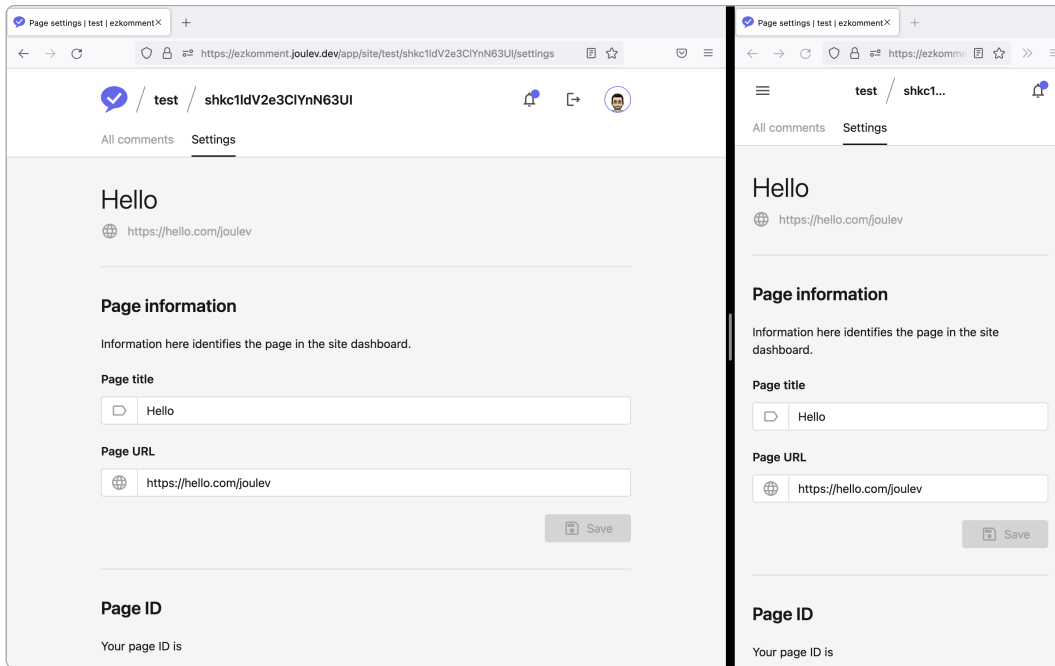 Page settings | test | ezkomment
https://ezkomment.joulev.dev/app/site/test/shkc1ldV2e3ClYnN63Ul/settings
test / shkc1ldV2e3ClYnN63Ul
All comments Settings
Hello
https://hello.com/joulev
Page information
Information here identifies the page in the site dashboard.
Page title
Hello
Page URL
https://hello.com/joulev
Save
Page ID
Your page ID is
Page settings | test | ezkomment
https://ezkomme
test / shkc1...
All comments Settings
Hello
https://hello.com/joulev
Page information
Information here identifies the page in the site
dashboard.
Page title
Hello
Page URL
https://hello.com/joulev
Save
Page ID
Your page ID is